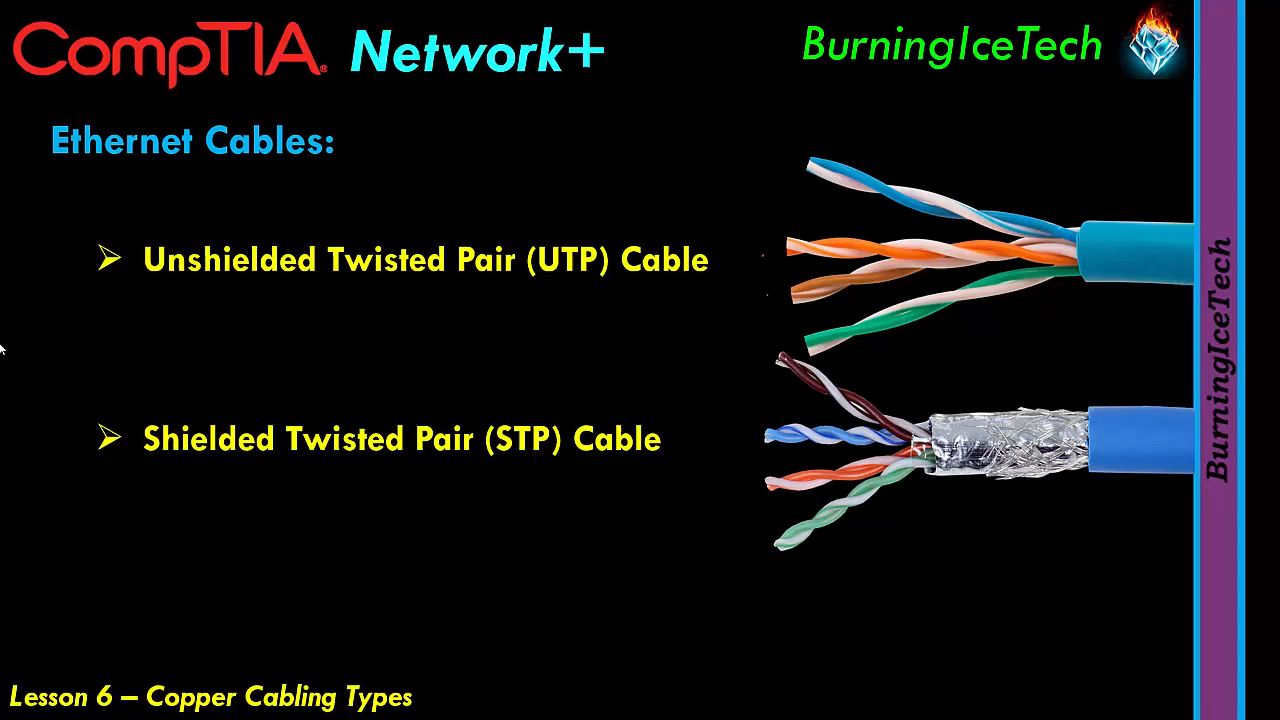 CompTIA® Network+
BurningIceTech
Ethernet Cables:
Unshielded Twisted Pair (UTP) Cable
Shielded Twisted Pair (STP) Cable
BurningIceTech
Lesson 6 – Copper Cabling Types